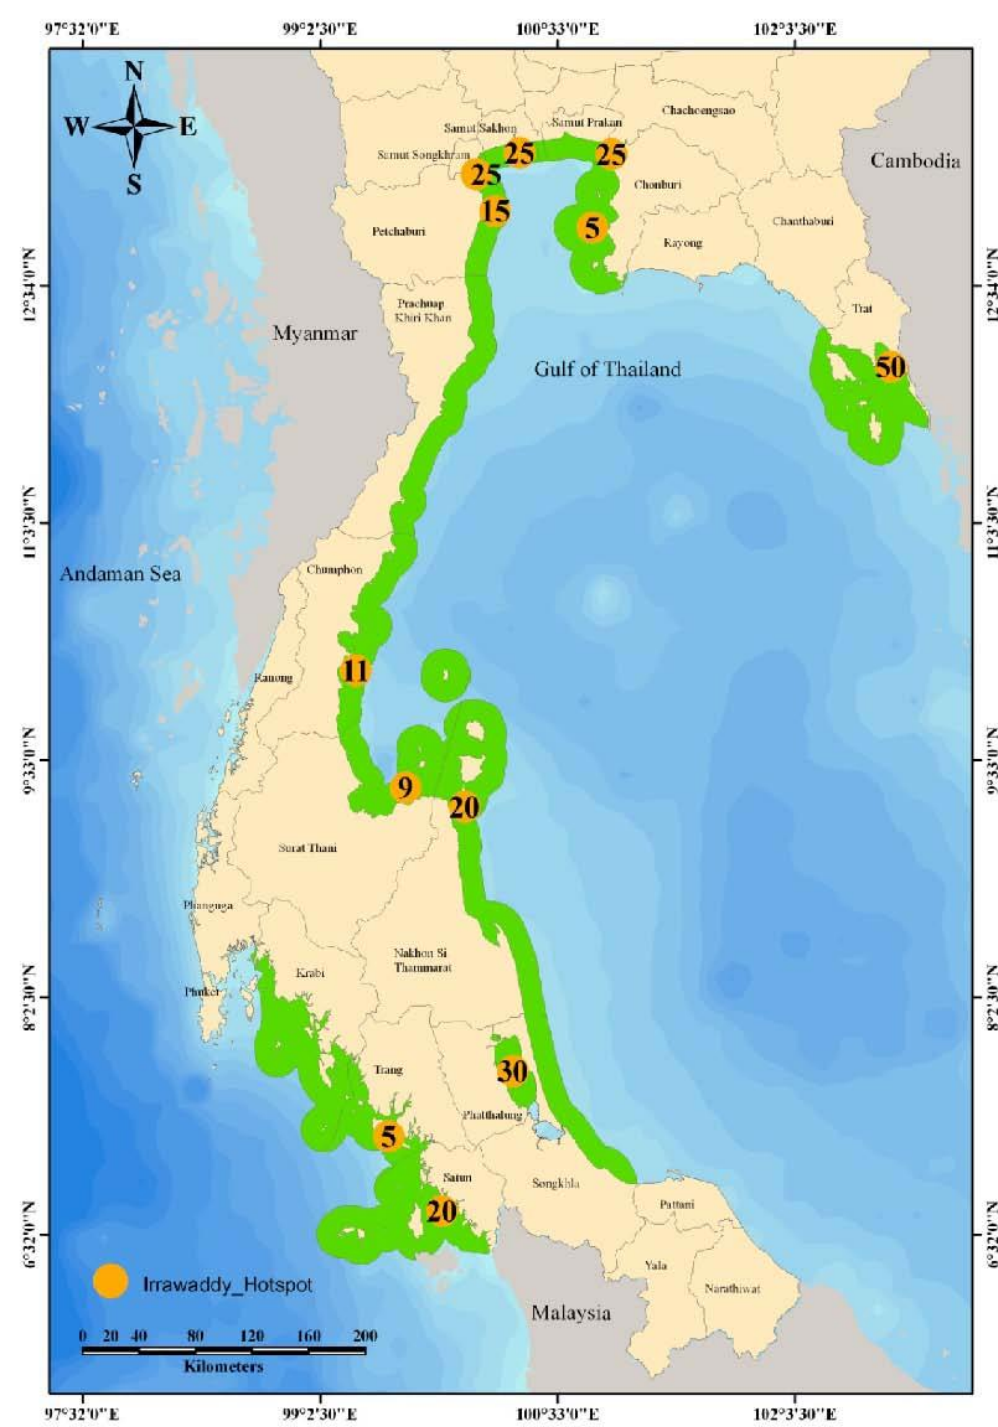 97°32'0"E 99°2'30"E 100°33'0"E 102°3'30"E
N
W E
S
Chachoengsao
Samut Sakhon
Samut Prakan
Samut Songkhram
25
25
25
Cambodia
Chonburi
15
5
Chanthaburi
Petchaburi
Rayong
12°34'0"N
12°34'0"N
Prachuap
Khiri Khan
Trat
Myanmar
Gulf of Thailand
50
11°3'30"N
11°3'30"N
Andaman Sea
Chumphon
11
Ranong
9°33'0"N
9°33'0"N
9
20
Surat Thani
Phangnga
Nakhon Si
Thammarat
Krabi
Phuket
8°2'30"N
8°2'30"N
Trang
30
Phatthalung
5
Satun
Songkhla
Pattani
20
6°32'0"N
6°32'0"N
Yala
Irrawaddy_Hotspot
Narathiwat
Malaysia
0 20 40 80 120 160 200
Kilometers
97°32'0"E 99°2'30"E 100°33'0"E 102°3'30"E